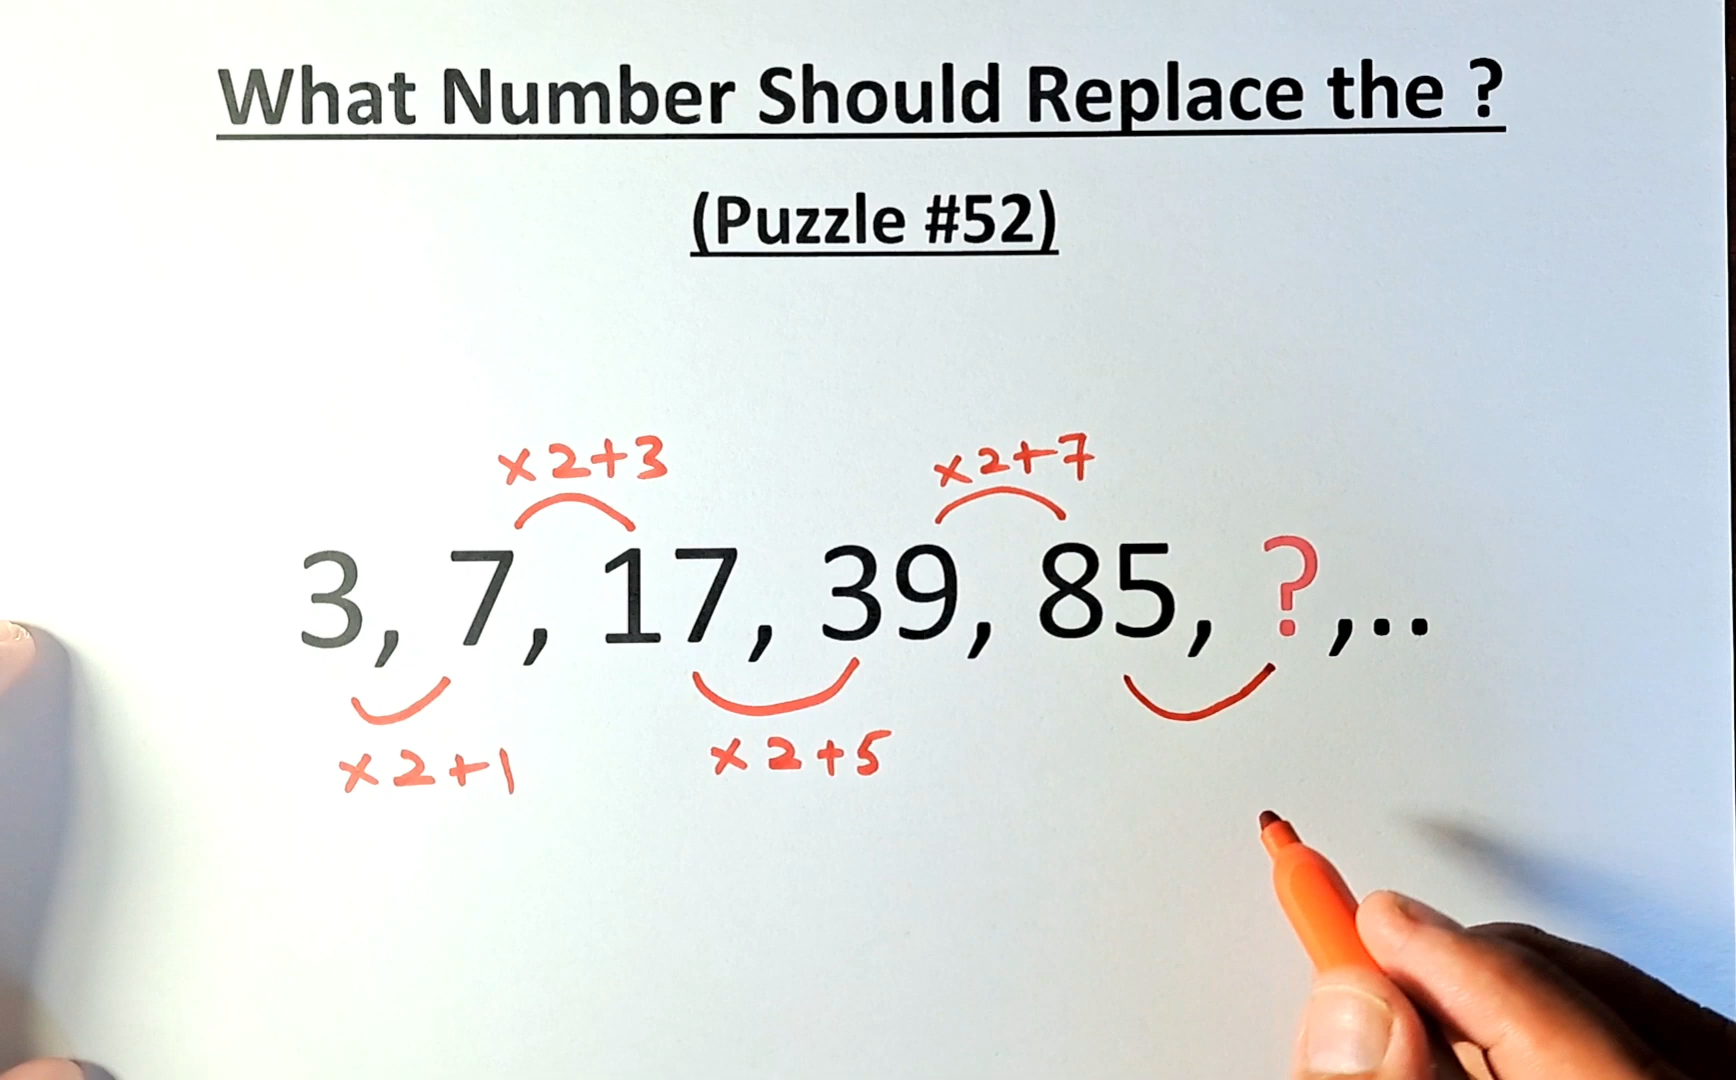 What Number Should Replace the ?
(Puzzle #52)
×2+3 ×2+7
3, 7, 17, 39, 85, ?,..
×2+1 ×2+5